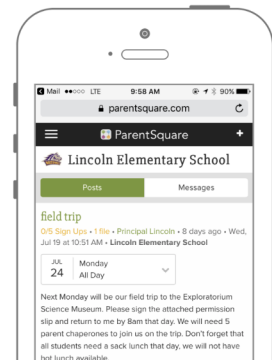 Mail LTE 9:58 AM 90%
parentsquare.com
ParentSquare +
Lincoln Elementary School
Posts Messages
field trip
0/5 Sign Ups • 1 file • Principal Lincoln • 8 days ago • Wed,
Jul 19 at 10:51 AM • Lincoln Elementary School
JUL
24
Monday
All Day
Next Monday will be our field trip to the Exploratorium
Science Museum. Please sign the attached permission
slip and return to me by 8am that day. We will need 5
parent chaperones to join us on the trip. Don't forget that
all students need a sack lunch that day, we will not have
hot lunch available.